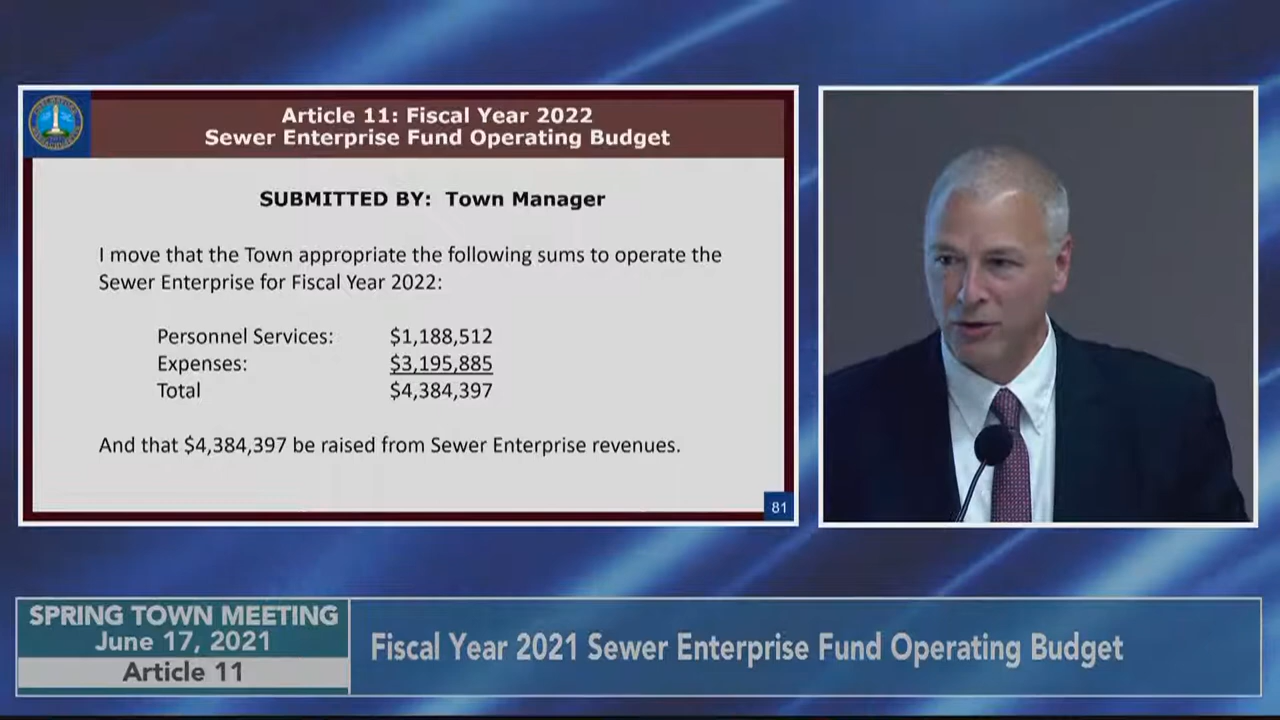 Article 11: Fiscal Year 2022
Sewer Enterprise Fund Operating Budget
SUBMITTED BY: Town Manager
I move that the Town appropriate the following sums to operate the
Sewer Enterprise for Fiscal Year 2022:
Personnel Services: $1,188,512
Expenses: $3,195,885
Total $4,384,397
And that $4,384,397 be raised from Sewer Enterprise revenues.
81
SPRING TOWN MEETING
June 17, 2021
Article 11
Fiscal Year 2021 Sewer Enterprise Fund Operating Budget